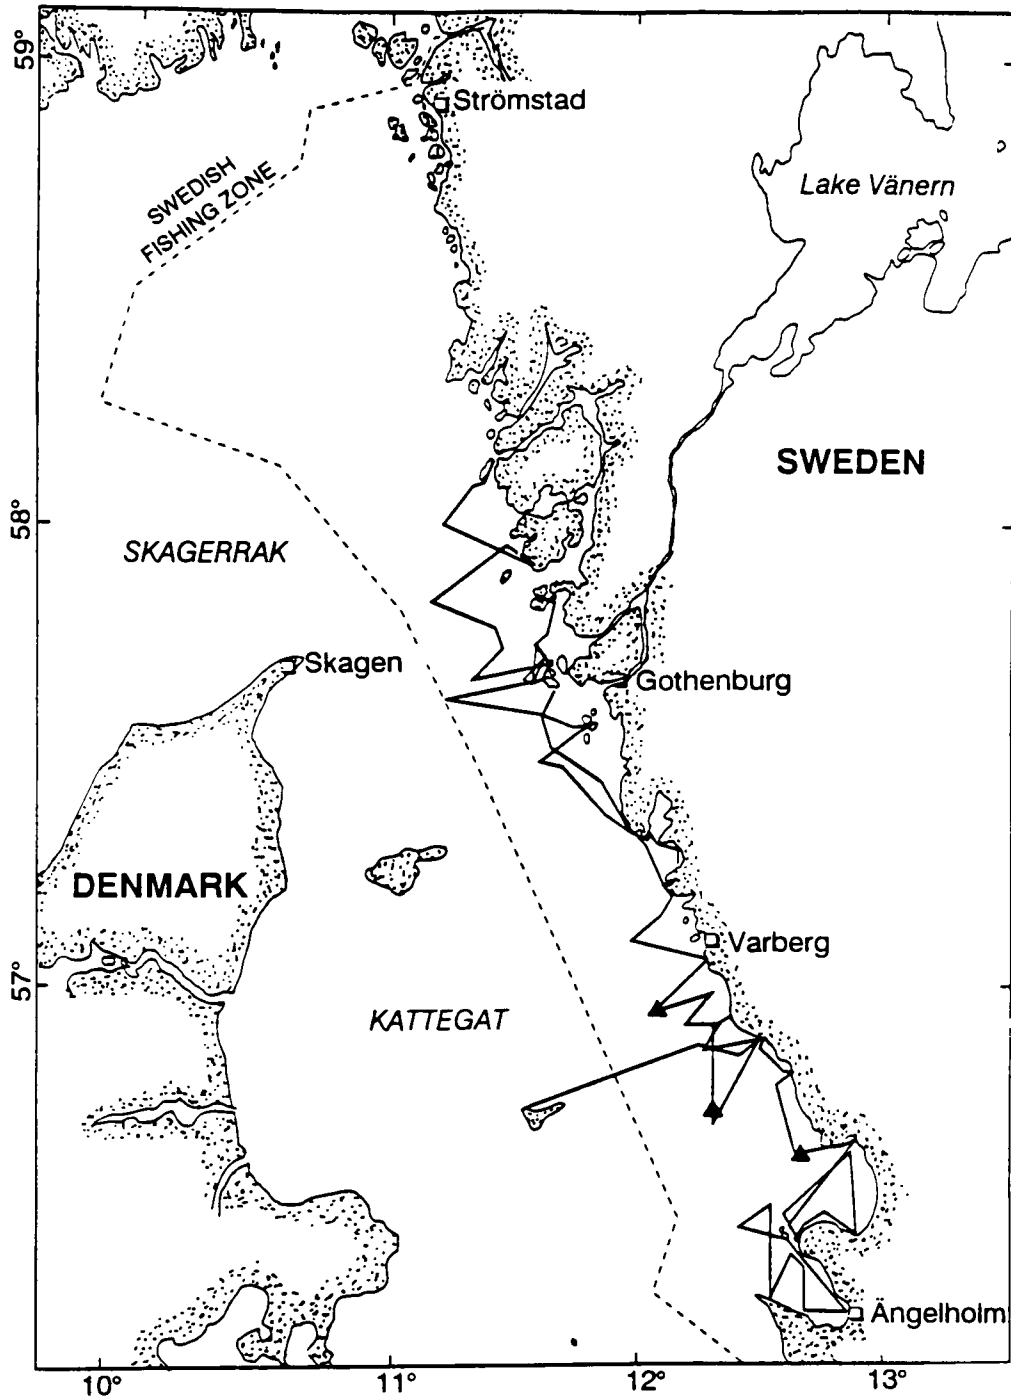 59°
Strömstad
SWEDISH
FISHING ZONE
Lake Vänern
SWEDEN
58°
SKAGERRAK
Skagen
Gothenburg
DENMARK
Varberg
57°
KATTEGAT
Ängelholm
10°
11°
12°
13°